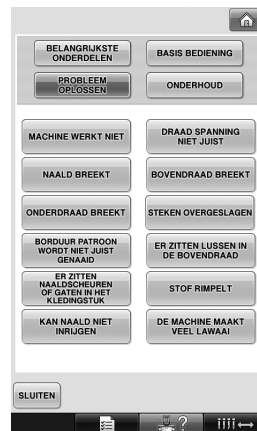 BELANGRIJKSTE
ONDERDELEN
BASIS BEDIENING
PROBLEEM
OPLOSSEN
ONDERHOUD
MACHINE WERKT NIET
DRAAD SPANNING
NIET JUIST
NAALD BREEKT
BOVENDRAAD BREEKT
ONDERDRAAD BREEKT
STEKEN OVERGESLAGEN
BORDUUR PATROON
WORDT NIET JUIST
GENAAID
ER ZITTEN LUSSEN IN
DE BOVENDRAAD
ER ZITTEN
NAALDSCHEUREN
OF GATEN IN HET
KLEDINGSTUK
STOF RIMPELT
KAN NAALD NIET
INRIJGEN
DE MACHINE MAAKT
VEEL LAWAAI
SLUITEN
?